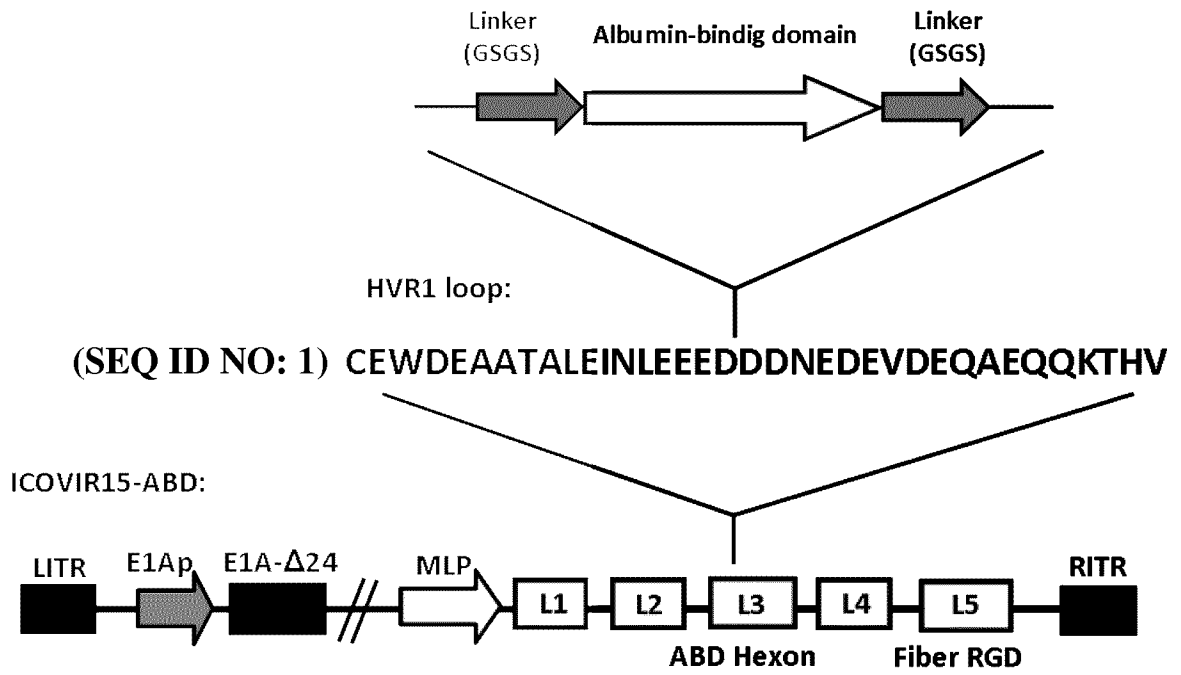 Linker
(GSGS)
Albumin-bindig domain
Linker
(GSGS)
HVR1 loop:
(SEQ ID NO: 1) CEWDEAATALEINLEEEDDDNEDEVDEQAEQQKTHV
ICOVIR15-ABD:
LITR
E1Ap
E1A-Δ24
MLP
RITR
L1
L2
L3
L4
L5
ABD Hexon
Fiber RGD